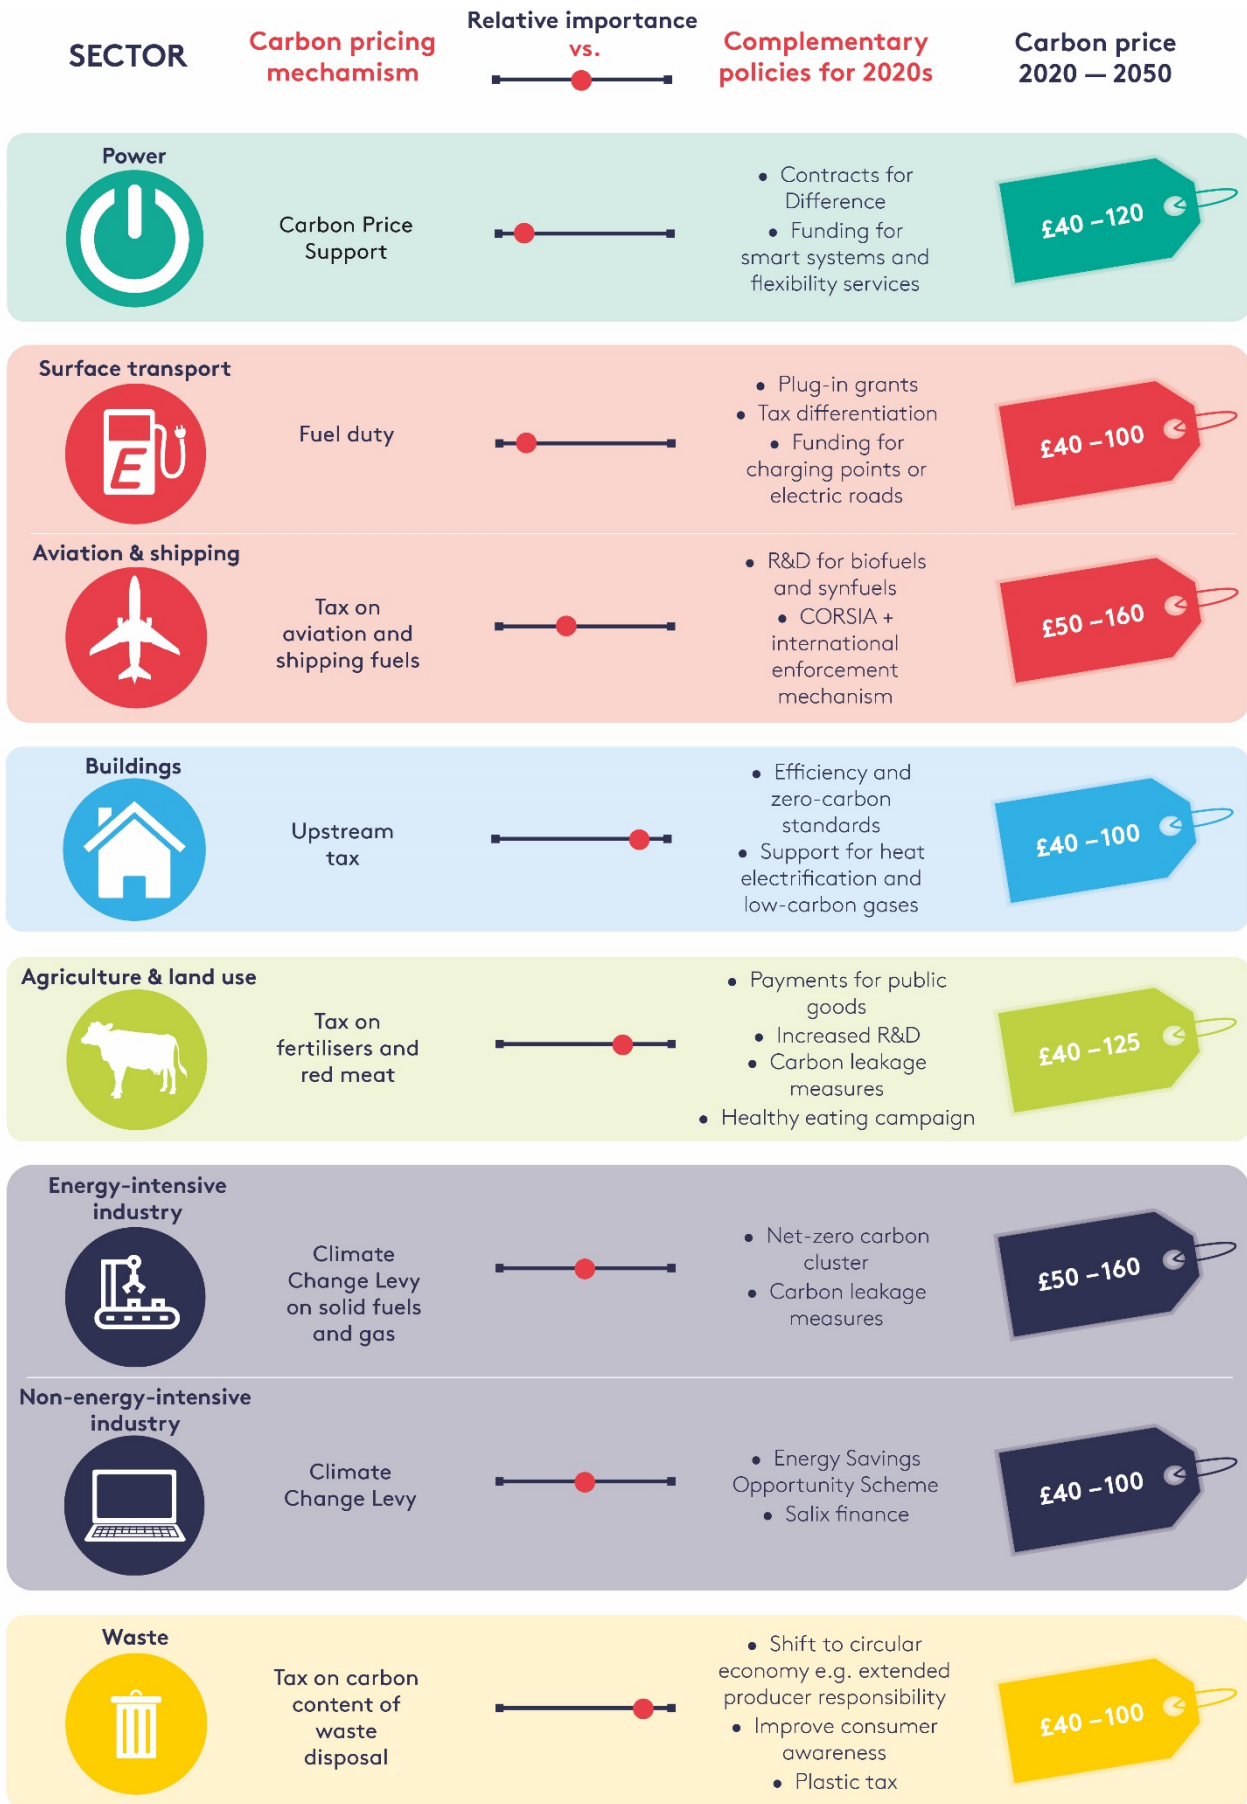 SECTOR
Carbon pricing
mechamism
Relative importance
vs.
Complementary
policies for 2020s
Carbon price
2020 — 2050
Power
Carbon Price
Support
• Contracts for
Difference
• Funding for
smart systems and
flexibility services
£40 –120
Surface transport
E
Fuel duty
• Plug-in grants
• Tax differentiation
• Funding for
charging points or
electric roads
£40 –100
Aviation & shipping
Tax on
aviation and
shipping fuels
• R&D for biofuels
and synfuels
• CORSIA +
international
enforcement
mechanism
£50 –160
Buildings
Upstream
tax
• Efficiency and
zero-carbon
standards
• Support for heat
electrification and
low-carbon gases
£40 –100
Agriculture & land use
Tax on
fertilisers and
red meat
• Payments for public
goods
• Increased R&D
• Carbon leakage
measures
• Healthy eating campaign
£40 –125
Energy-intensive
industry
Climate
Change Levy
on solid fuels
and gas
• Net-zero carbon
cluster
• Carbon leakage
measures
£50 –160
Non-energy-intensive
industry
Climate
Change Levy
• Energy Savings
Opportunity Scheme
• Salix finance
£40 –100
Waste
Tax on carbon
content of
waste
disposal
• Shift to circular
economy e.g. extended
producer responsibility
• Improve consumer
awareness
• Plastic tax
£40 –100